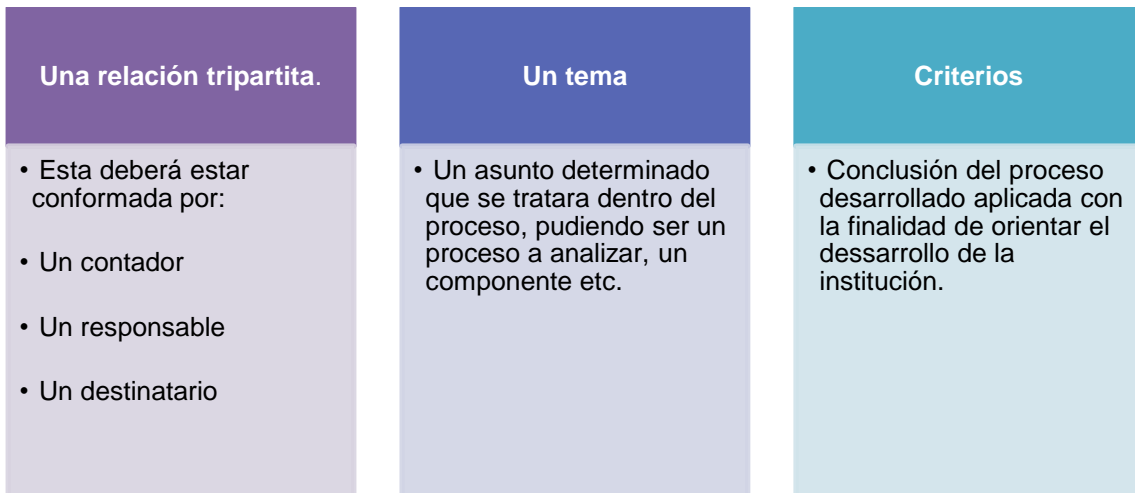 Una relación tripartita.
• Esta deberá estar
conformada por:
• Un contador
• Un responsable
• Un destinatario
Un tema
• Un asunto determinado
que se tratara dentro del
proceso, pudiendo ser un
proceso a analizar, un
componente etc.
Criterios
• Conclusión del proceso
desarrollado aplicada con
la finalidad de orientar el
dessarrollo de la
institución.